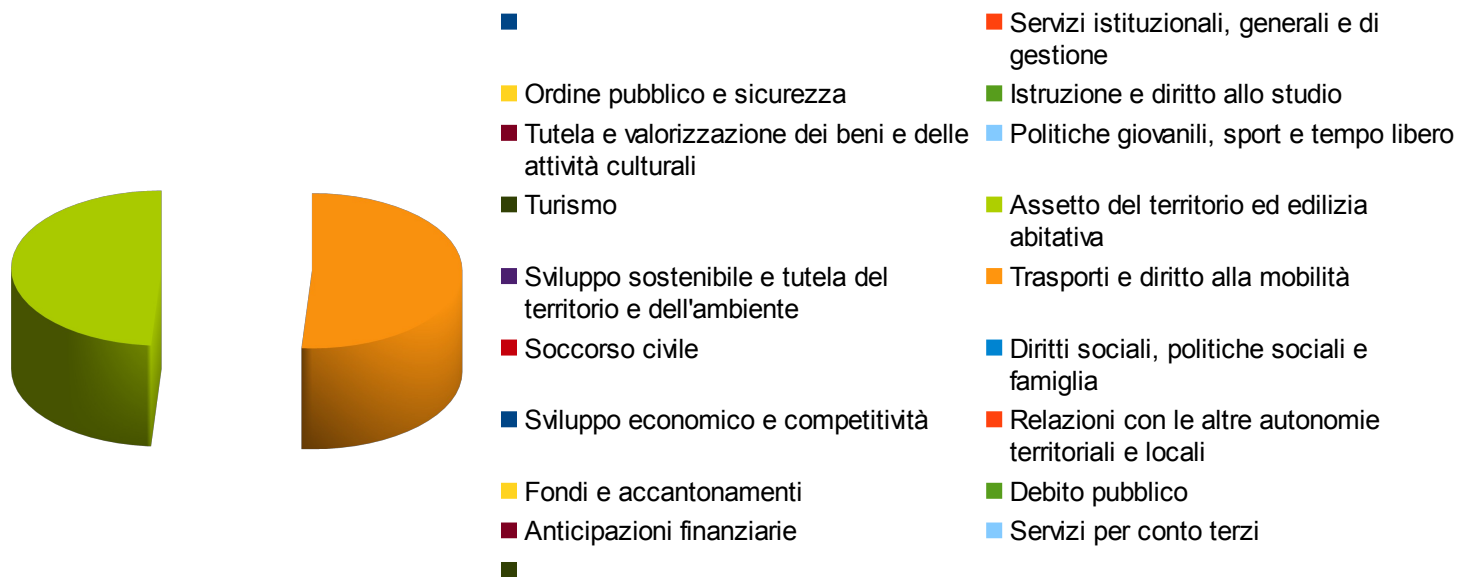 Servizi istituzionali, generali e di
gestione
Ordine pubblico e sicurezza
Istruzione e diritto allo studio
Tutela e valorizzazione dei beni e delle
attività culturali
Politiche giovanili, sport e tempo libero
Turismo
Assetto del territorio ed edilizia
abitativa
Sviluppo sostenibile e tutela del
territorio e dell'ambiente
Trasporti e diritto alla mobilità
Soccorso civile
Diritti sociali, politiche sociali e
famiglia
Sviluppo economico e competitività
Relazioni con le altre autonomie
territoriali e locali
Fondi e accantonamenti
Debito pubblico
Anticipazioni finanziarie
Servizi per conto terzi